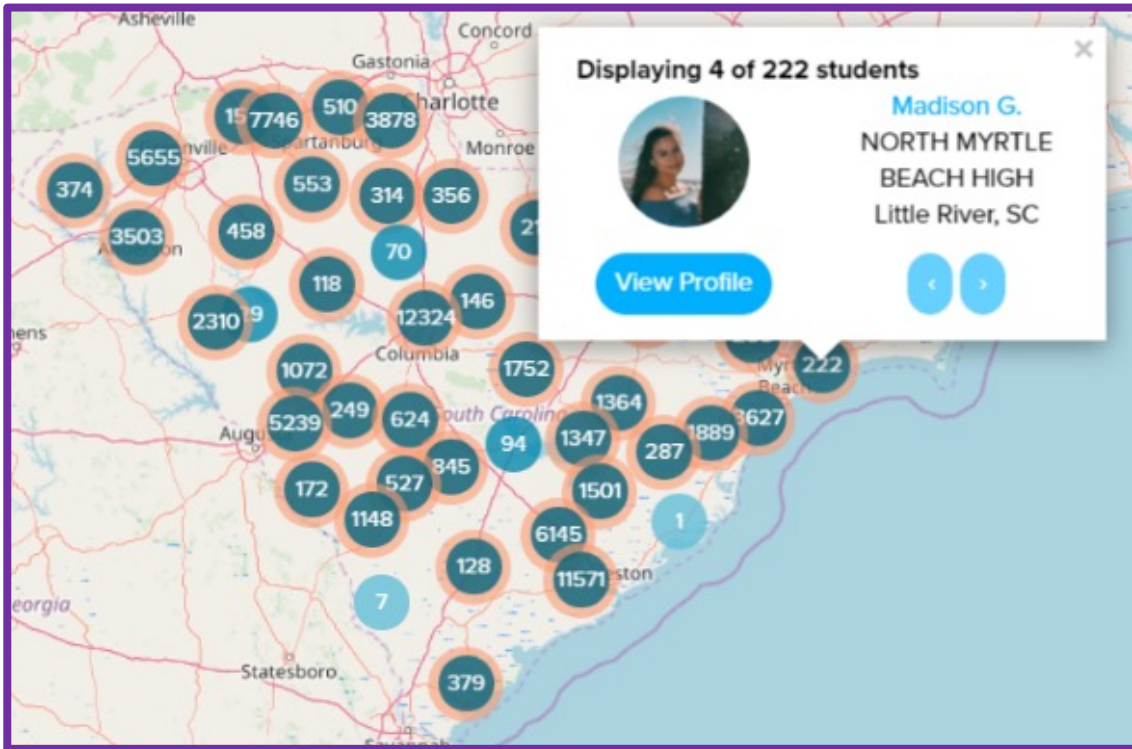 Asheville
Concord
Gastonia
Charlotte
Monroe
Displaying 4 of 222 students
Madison G.
NORTH MYRTLE
BEACH HIGH
Little River, SC
View Profile
‹ ›
×
510
7746
3878
Spartanburg
5655
374
553
314
356
3503
458
70
118
146
2310
12324
Columbia
1072
1752
222
249
624
South Carolina
1364
5239
1347
94
287
1889
3627
845
527
172
1501
1148
1
6145
128
11571
7
Statesboro
379
Savannah